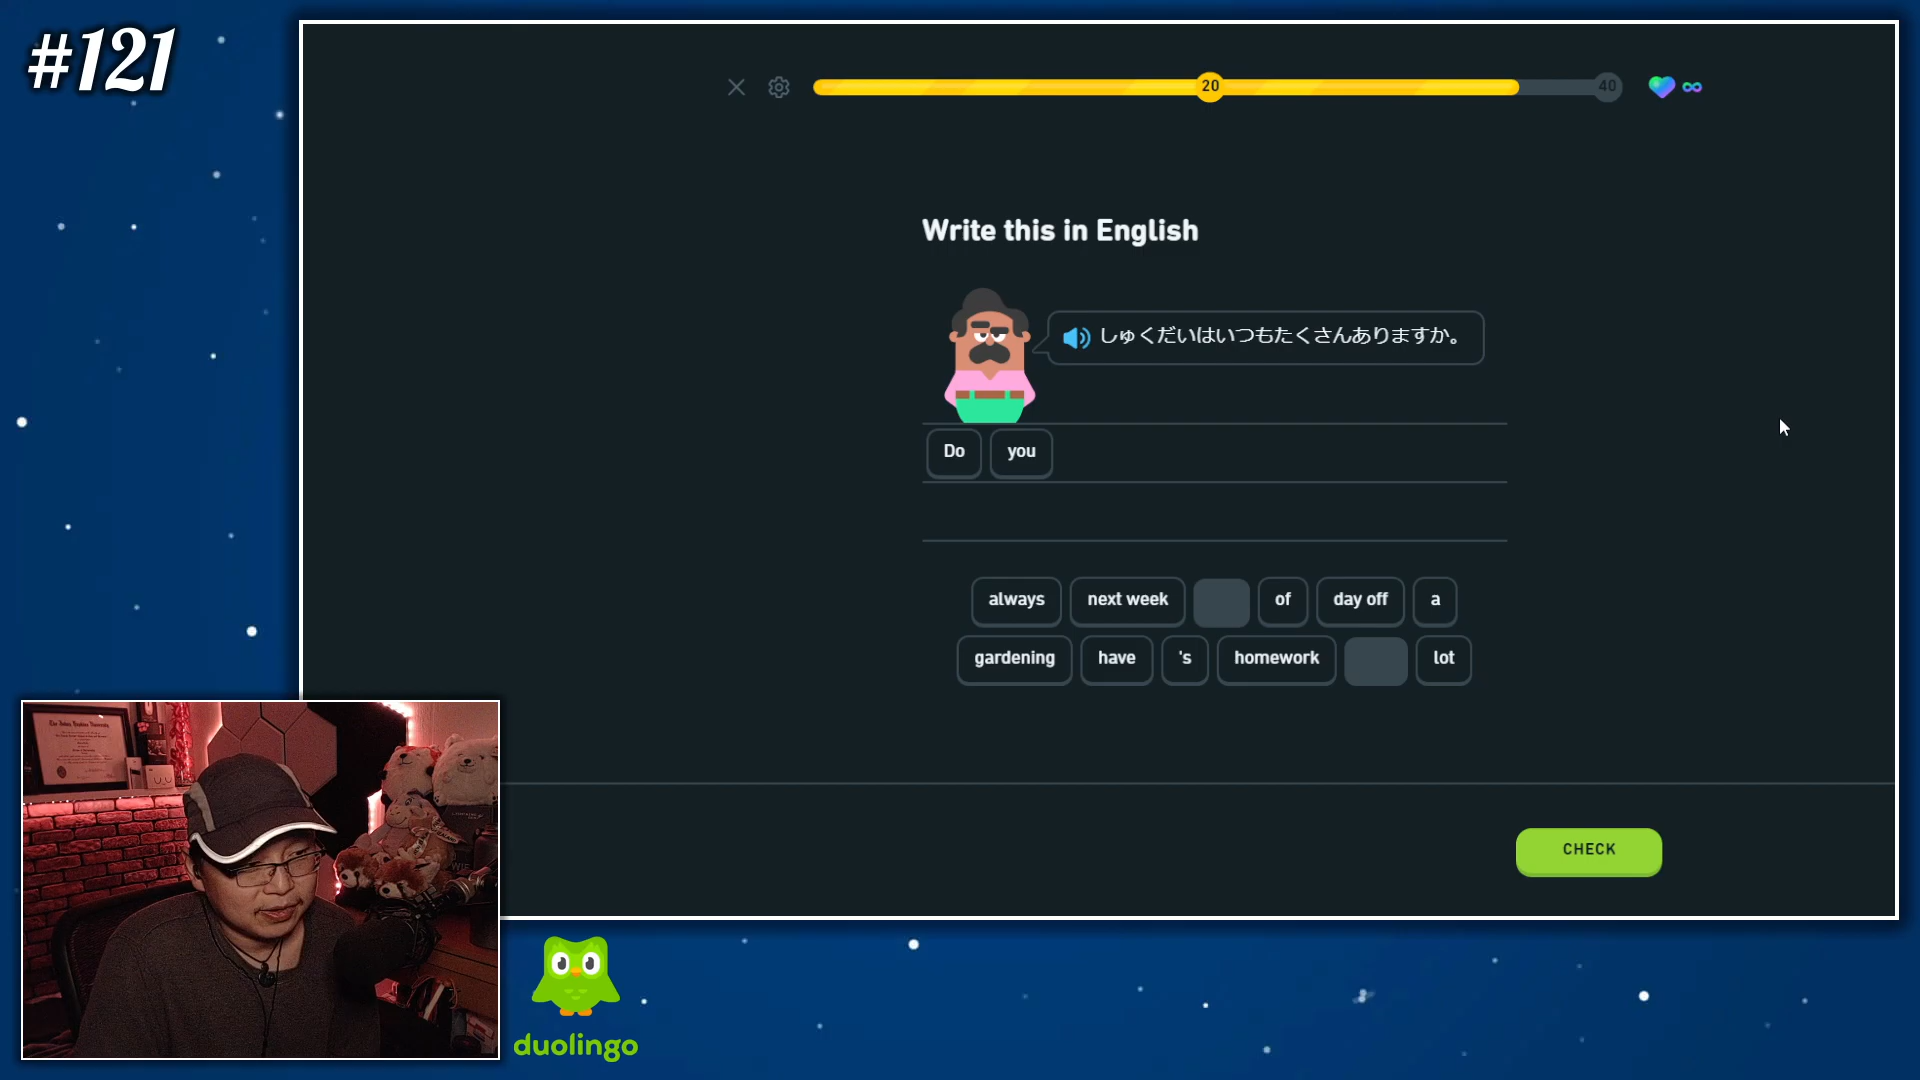 #121
20
40
Write this in English
しゅくだいはいつもたくさんありますか。
Do you
always next week of day off a
gardening have 's homework lot
CHECK
duolingo